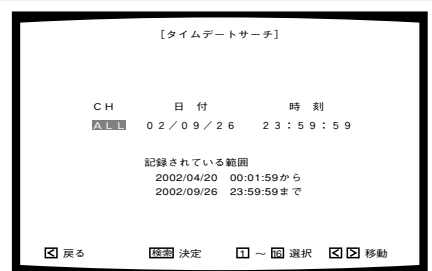 [タイムデートサーチ]
CH 日 付 時 刻
ALL 02/09/26 23:59:59
記録されている範囲
2002/04/20 00:01:59から
2002/09/26 23:59:59まで
< 戻る 検索 決定 1 ～ 16 選択 < > 移動